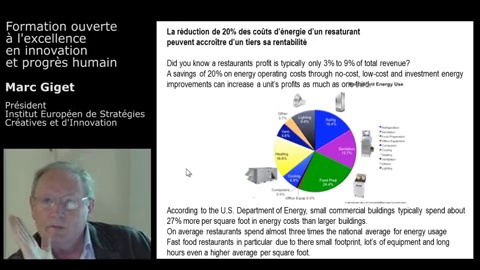 Formation ouverte
à l'excellence
en innovation
et progrès humain
Marc Giget
Président
Institut Européen de Stratégies
Créatives et d'Innovation
La réduction de 20% des coûts d'énergie d'un resaturant
peuvent accroître d'un tiers sa rentabilité
Did you know a restaurants profit is typically only 3% to 9% of total revenue?
A savings of 20% on energy operating costs through no-cost, low-cost and investment energy
improvements can increase a unit's profits as much as one-third
Energy Use
Other
Lighting
Refrig
Sanitation
Food Prep
Office Equip
Computers
Cooling
Heating
Vent
According to the U.S. Department of Energy, small commercial buildings typically spend about
27% more per square foot in energy costs than larger buildings.
On average restaurants spend almost three times the national average for energy usage
Fast food restaurants in particular due to there small footprint, lot's of equipment and long
hours even a higher average per square foot.